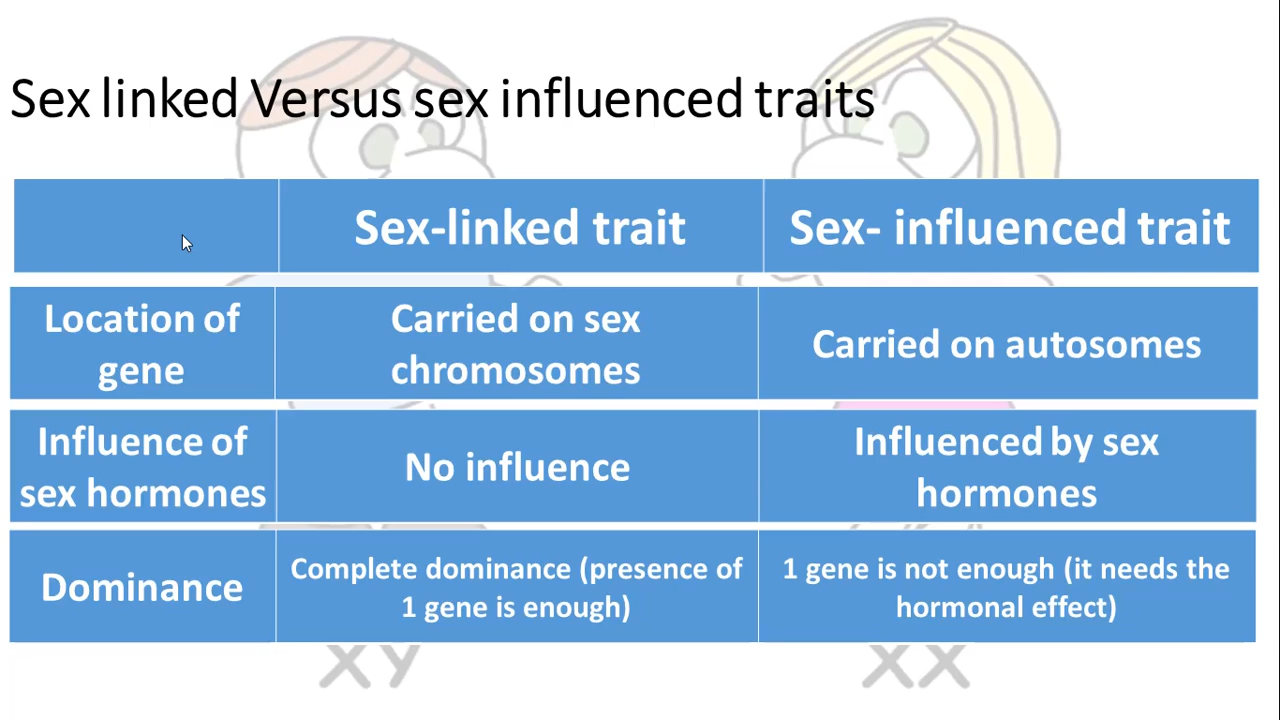 Sex linked Versus sex influenced traits
Sex-linked trait
Sex- influenced trait
Location of
gene
Carried on sex
chromosomes
Carried on autosomes
Influence of
sex hormones
No influence
Influenced by sex
hormones
Dominance
Complete dominance (presence of
1 gene is enough)
1 gene is not enough (it needs the
hormonal effect)
XY
XX